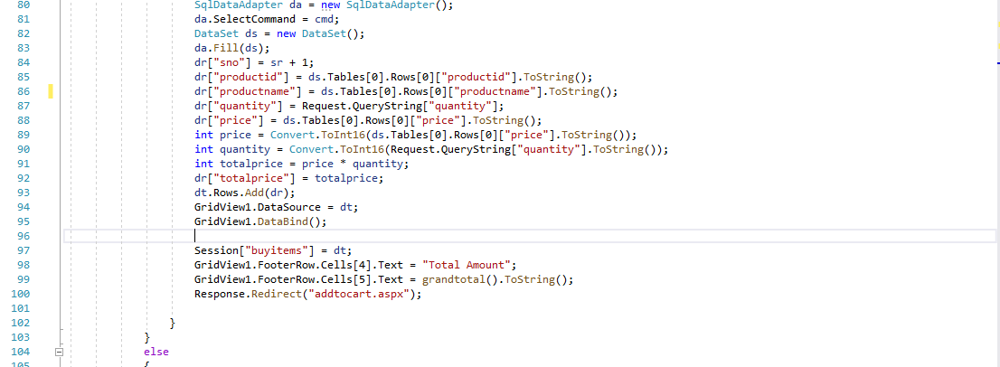 80 SqlDataAdapter da = new SqlDataAdapter();
81 da.SelectCommand = cmd;
82 DataSet ds = new DataSet();
83 da.Fill(ds);
84 dr["sno"] = sr + 1;
85 dr["productid"] = ds.Tables[0].Rows[0]["productid"].ToString();
86 dr["productname"] = ds.Tables[0].Rows[0]["productname"].ToString();
87 dr["quantity"] = Request.QueryString["quantity"];
88 dr["price"] = ds.Tables[0].Rows[0]["price"].ToString();
89 int price = Convert.ToInt16(ds.Tables[0].Rows[0]["price"].ToString());
90 int quantity = Convert.ToInt16(Request.QueryString["quantity"].ToString());
91 int totalprice = price * quantity;
92 dr["totalprice"] = totalprice;
93 dt.Rows.Add(dr);
94 GridView1.DataSource = dt;
95 GridView1.DataBind();
96
97 Session["buyitems"] = dt;
98 GridView1.FooterRow.Cells[4].Text = "Total Amount";
99 GridView1.FooterRow.Cells[5].Text = grandtotal().ToString();
100 Response.Redirect("addtocart.aspx");
101
102 }
103 }
104 else
105 {